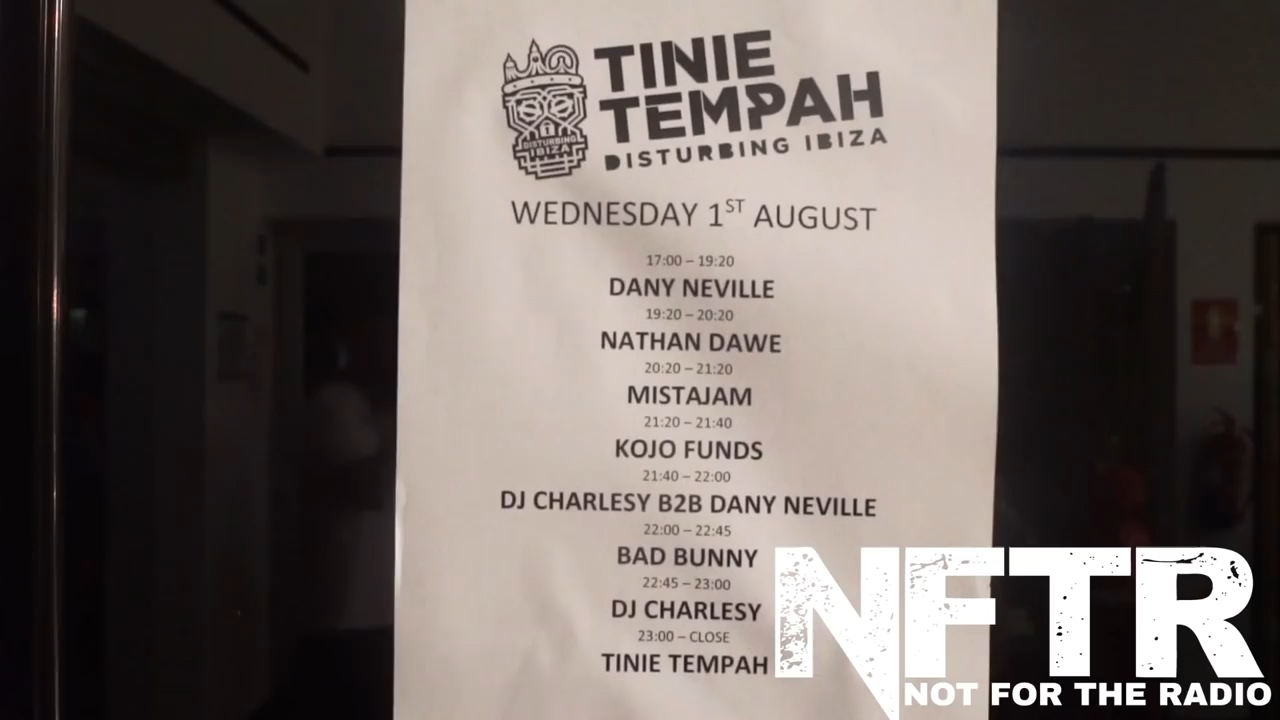 TINIE
TEMPAH
DISTURBING IBIZA
DISTURBING
IBIZA
WEDNESDAY 1ST AUGUST
17:00 – 19:20
DANY NEVILLE
19:20 – 20:20
NATHAN DAWE
20:20 – 21:20
MISTAJAM
21:20 – 21:40
KOJO FUNDS
21:40 – 22:00
DJ CHARLESY B2B DANY NEVILLE
22:00 – 22:45
BAD BUNNY
22:45 – 23:00
DJ CHARLESY
23:00 – CLOSE
TINIE TEMPAH
NFTR
NOT FOR THE RADIO